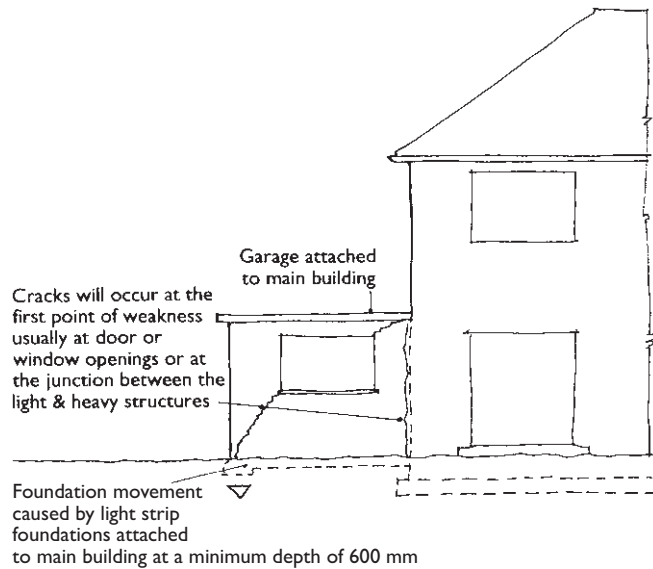 Garage attached
to main building
Cracks will occur at the
first point of weakness
usually at door or
window openings or at
the junction between the
light & heavy structures
Foundation movement
caused by light strip
foundations attached
to main building at a minimum depth of 600 mm